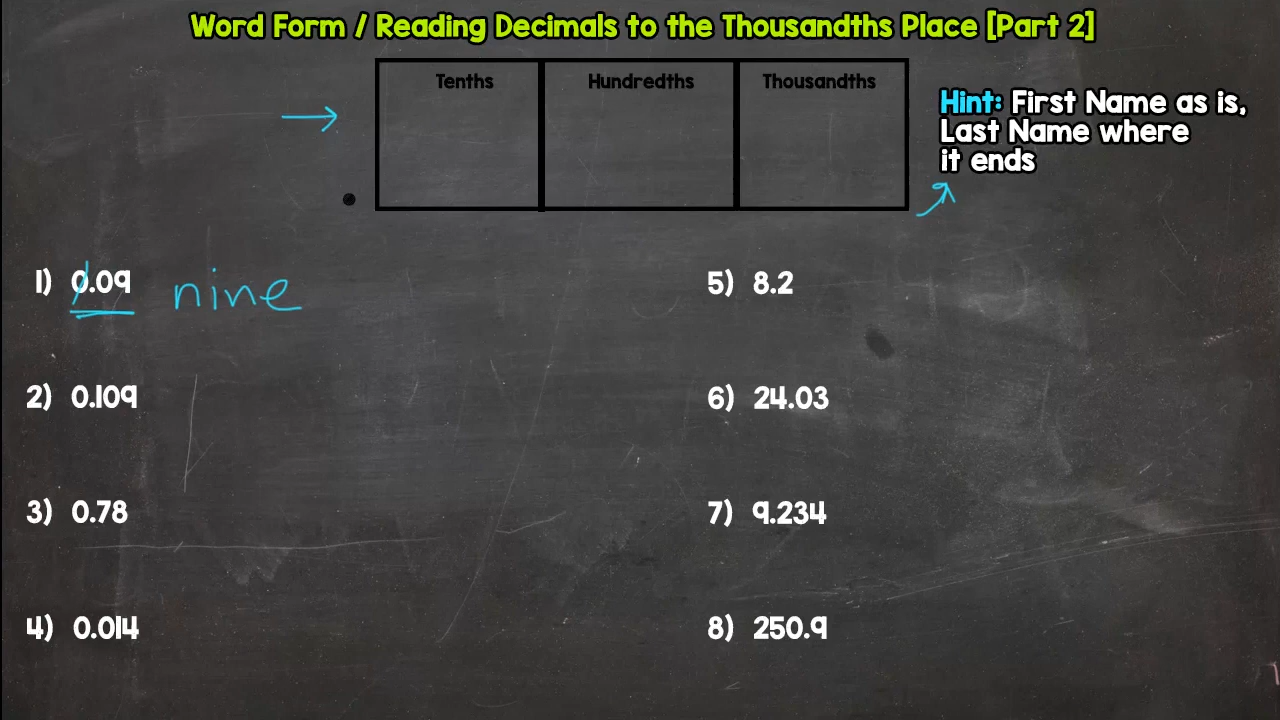 Word Form / Reading Decimals to the Thousandths Place [Part 2]
Tenths Hundredths Thousandths
Hint: First Name as is,
Last Name where
it ends
1) 0.09 nine
2) 0.109
3) 0.78
4) 0.014
5) 8.2
6) 24.03
7) 9.234
8) 250.9